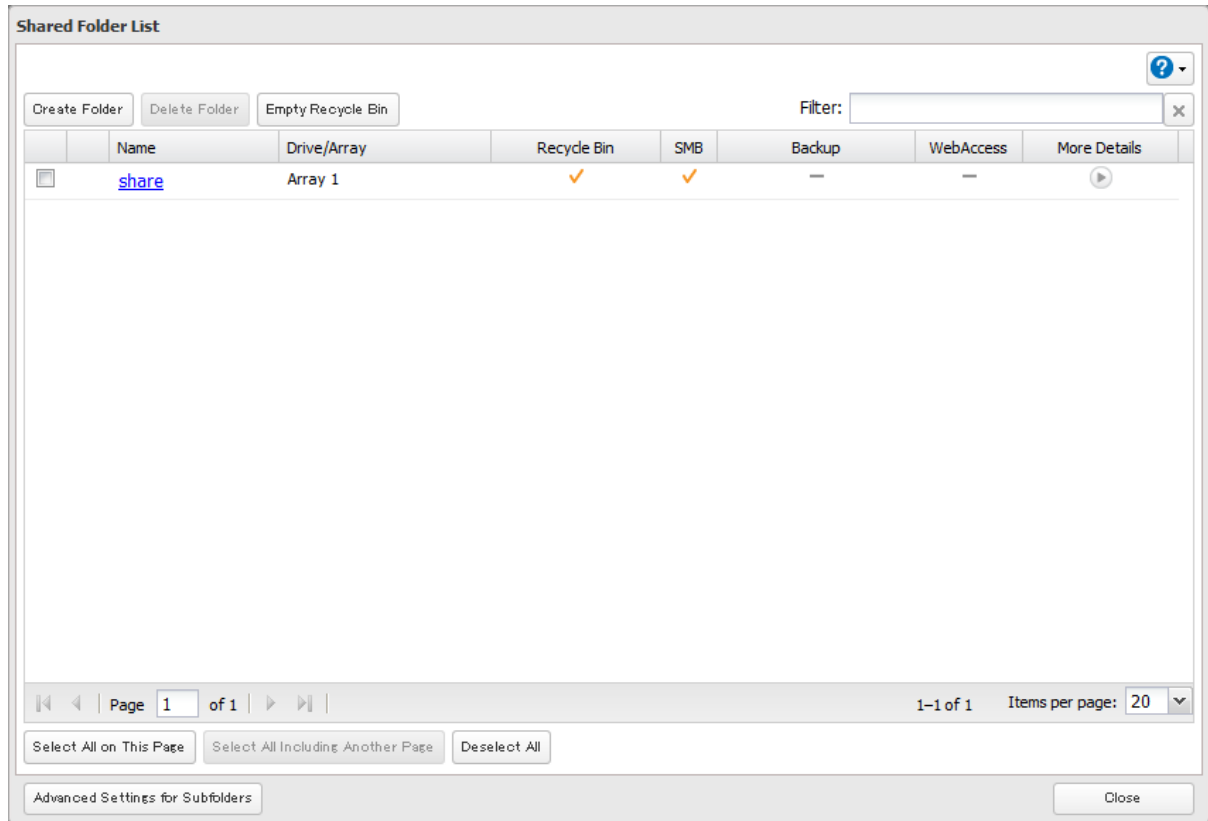 Shared Folder List
?
Create Folder Delete Folder Empty Recycle Bin Filter:
Name Drive/Array Recycle Bin SMB Backup WebAccess More Details
share Array 1
Page 1 of 1 1–1 of 1 Items per page: 20
Select All on This Page Select All Including Another Page Deselect All
Advanced Settings for Subfolders Close